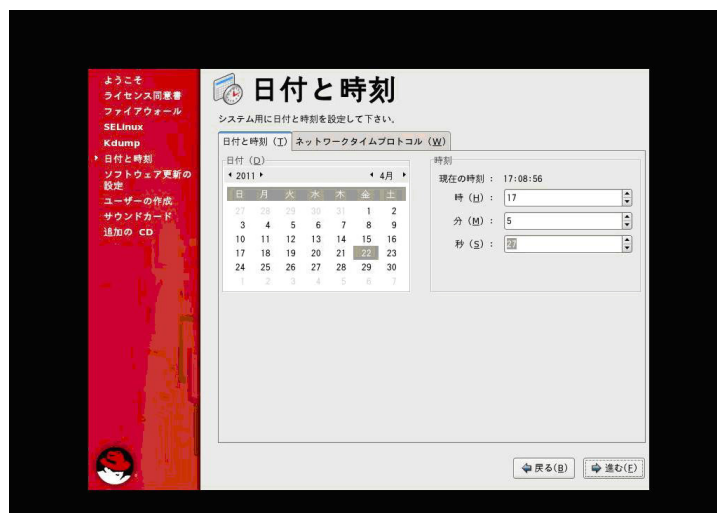 ようこそ
ライセンス同意書
ファイアウォール
SELinux
Kdump
日付と時刻
ソフトウェア更新の
設定
ユーザーの作成
サウンドカード
追加の CD
日付と時刻
システム用に日付と時刻を設定して下さい。
日付と時刻 (T) ネットワークタイムプロトコル (W)
日付 (D)
2011 4月
日 月 火 水 木 金 土
27 28 29 30 31 1 2
3 4 5 6 7 8 9
10 11 12 13 14 15 16
17 18 19 20 21 22 23
24 25 26 27 28 29 30
1 2 3 4 5 6 7
時刻
現在の時刻 : 17:08:56
時 (H) : 17
分 (M) : 5
秒 (S) : 27
戻る(B) 進む(F)